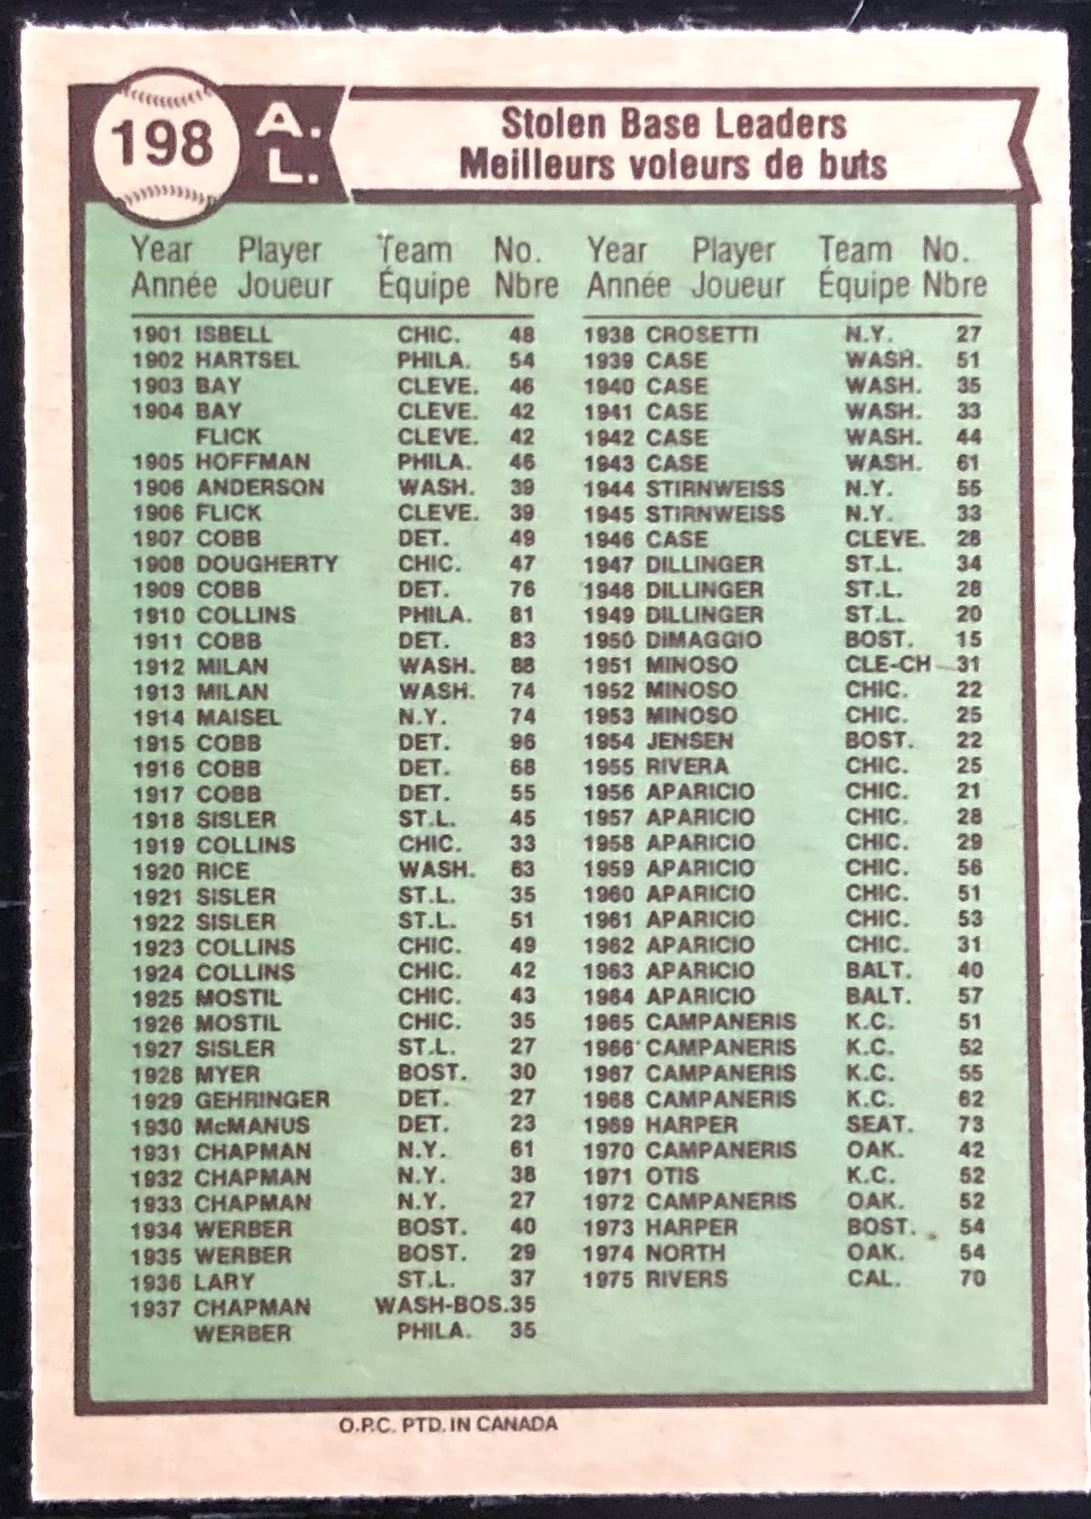 198
A.
L.
Stolen Base Leaders
Meilleurs voleurs de buts
Year Player Team No.
Année Joueur Équipe Nbre
1901 ISBELL CHIC. 48
1902 HARTSEL PHILA. 54
1903 BAY CLEVE. 46
1904 BAY CLEVE. 42
FLICK CLEVE. 42
1905 HOFFMAN PHILA. 46
1906 ANDERSON WASH. 39
1906 FLICK CLEVE. 39
1907 COBB DET. 49
1908 DOUGHERTY CHIC. 47
1909 COBB DET. 76
1910 COLLINS PHILA. 81
1911 COBB DET. 83
1912 MILAN WASH. 88
1913 MILAN WASH. 74
1914 MAISEL N.Y. 74
1915 COBB DET. 96
1916 COBB DET. 68
1917 COBB DET. 55
1918 SISLER ST.L. 45
1919 COLLINS CHIC. 33
1920 RICE WASH. 63
1921 SISLER ST.L. 35
1922 SISLER ST.L. 51
1923 COLLINS CHIC. 49
1924 COLLINS CHIC. 42
1925 MOSTIL CHIC. 43
1926 MOSTIL CHIC. 35
1927 SISLER ST.L. 27
1928 MYER BOST. 30
1929 GEHRINGER DET. 27
1930 McMANUS DET. 23
1931 CHAPMAN N.Y. 61
1932 CHAPMAN N.Y. 38
1933 CHAPMAN N.Y. 27
1934 WERBER BOST. 40
1935 WERBER BOST. 29
1936 LARY ST.L. 37
1937 CHAPMAN WASH-BOS.35
WERBER PHILA. 35
Year Player Team No.
Année Joueur Équipe Nbre
1938 CROSETTI N.Y. 27
1939 CASE WASH. 51
1940 CASE WASH. 35
1941 CASE WASH. 33
1942 CASE WASH. 44
1943 CASE WASH. 61
1944 STIRNWEISS N.Y. 55
1945 STIRNWEISS N.Y. 33
1946 CASE CLEVE. 28
1947 DILLINGER ST.L. 34
1948 DILLINGER ST.L. 28
1949 DILLINGER ST.L. 20
1950 DIMAGGIO BOST. 15
1951 MINOSO CLE-CH 31
1952 MINOSO CHIC. 22
1953 MINOSO CHIC. 25
1954 JENSEN BOST. 22
1955 RIVERA CHIC. 25
1956 APARICIO CHIC. 21
1957 APARICIO CHIC. 28
1958 APARICIO CHIC. 29
1959 APARICIO CHIC. 56
1960 APARICIO CHIC. 51
1961 APARICIO CHIC. 53
1962 APARICIO CHIC. 31
1963 APARICIO BALT. 40
1964 APARICIO BALT. 57
1965 CAMPANERIS K.C. 51
1966 CAMPANERIS K.C. 52
1967 CAMPANERIS K.C. 55
1968 CAMPANERIS K.C. 62
1969 HARPER SEAT. 73
1970 CAMPANERIS OAK. 42
1971 OTIS K.C. 52
1972 CAMPANERIS OAK. 52
1973 HARPER BOST. 54
1974 NORTH OAK. 54
1975 RIVERS CAL. 70
O.P.C. PTD. IN CANADA